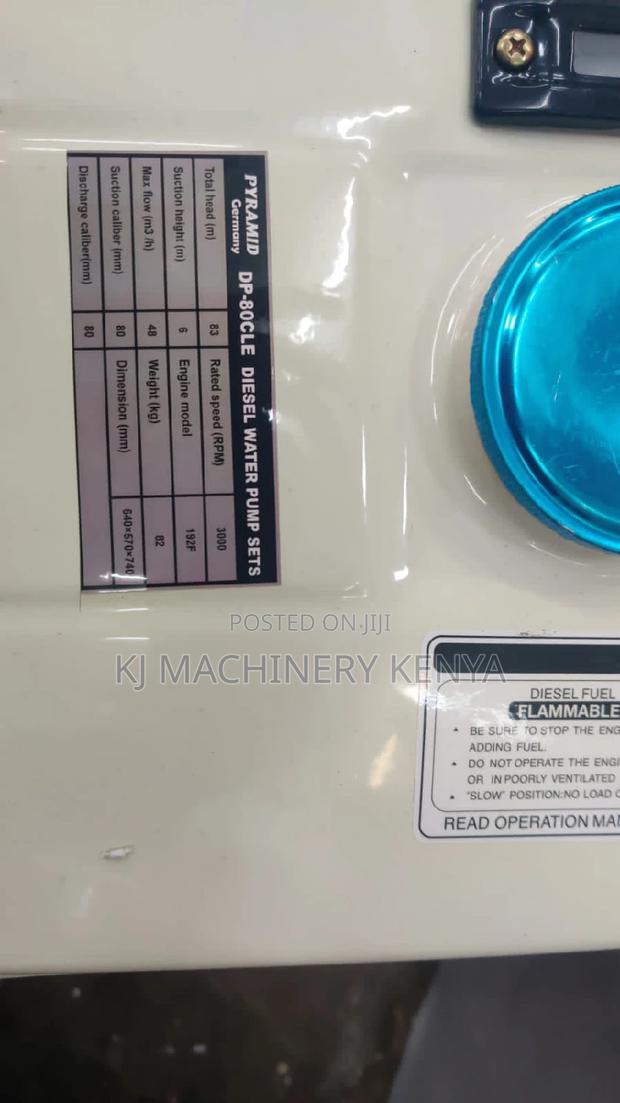 PYRAMID
Germany
DP-80CLE DIESEL WATER PUMP SETS
Total head (m) 83 Rated speed (RPM) 3000
Suction height (m) 6 Engine model 192F
Max flow (m3 /h) 48 Weight (kg) 82
Suction caliber (mm) 80 Dimension (mm) 640×570×740
Discharge caliber(mm) 80
POSTED ON JIJI
KJ MACHINERY KENYA
DIESEL FUEL
FLAMMABLE
BE SURE TO STOP THE ENG
ADDING FUEL.
DO NOT OPERATE THE ENGI
OR IN POORLY VENTILATED
"SLOW" POSITION:NO LOAD
READ OPERATION MA